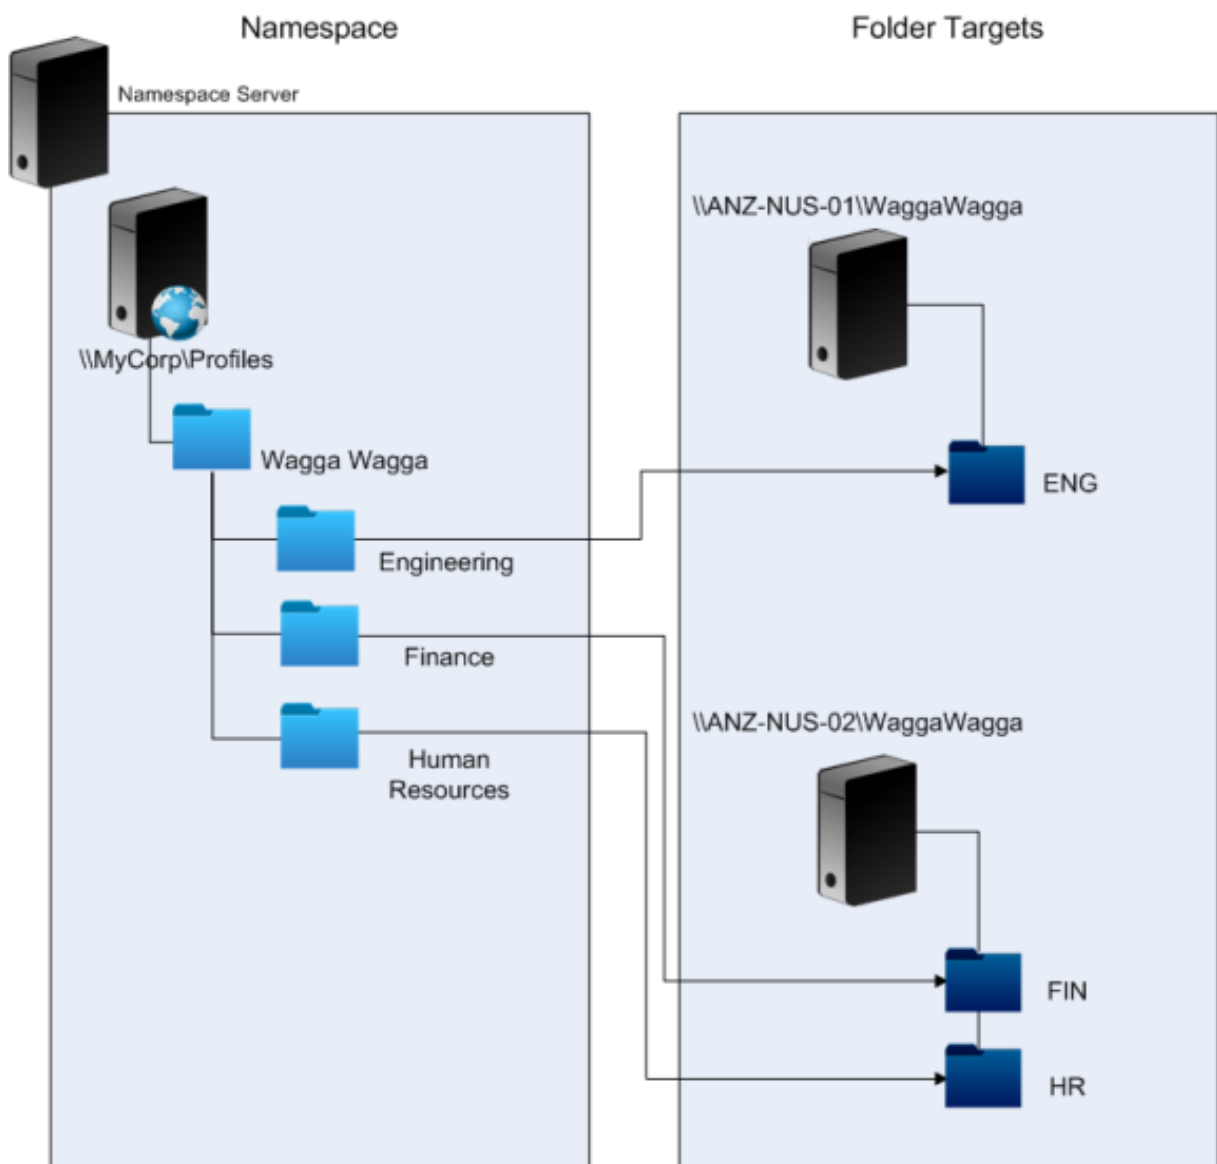 Namespace
Folder Targets
Namespace Server
\\MyCorp\Profiles
Wagga Wagga
Engineering
Finance
Human
Resources
\\ANZ-NUS-01\WaggaWagga
ENG
\\ANZ-NUS-02\WaggaWagga
FIN
HR